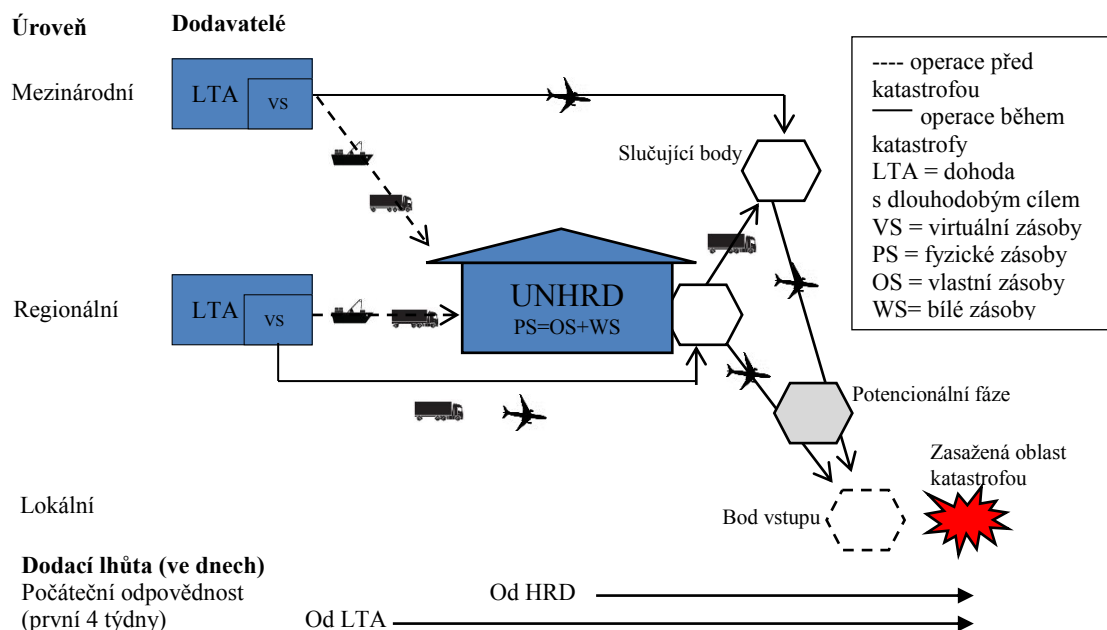 Úroveň
Dodavatelé
Mezinárodní
LTA
VS
Slučující body
---- operace před
katastrofou
operace během
katastrofy
LTA = dohoda
s dlouhodobým cílem
VS = virtuální zásoby
PS = fyzické zásoby
OS = vlastní zásoby
WS= bílé zásoby
Regionální
LTA
VS
UNHRD
PS=OS+WS
Potencionální fáze
Zasažená oblast
katastrofou
Lokální
Bod vstupu
Dodací lhůta (ve dnech)
Počáteční odpovědnost
(první 4 týdny)
Od HRD
Od LTA